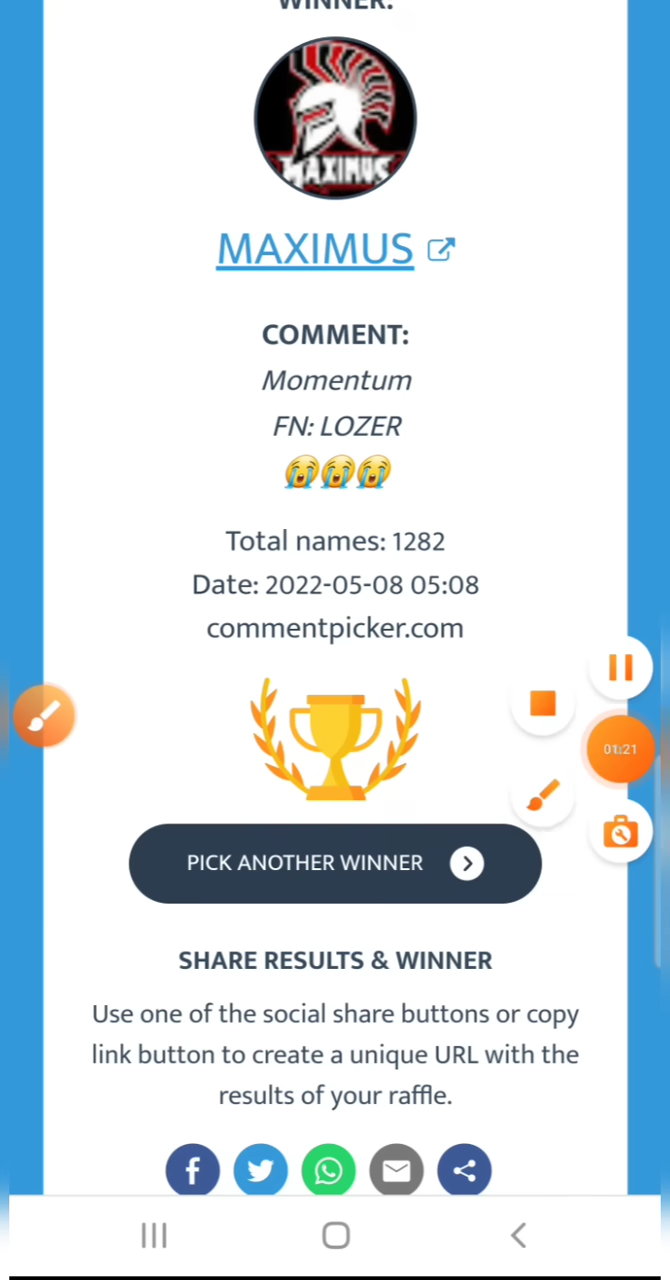 WINNER:
MAXIMUS
MAXIMUS
COMMENT:
Momentum
FN: LOZER
😭😭😭
Total names: 1282
Date: 2022-05-08 05:08
commentpicker.com
01:21
PICK ANOTHER WINNER
SHARE RESULTS & WINNER
Use one of the social share buttons or copy
link button to create a unique URL with the
results of your raffle.